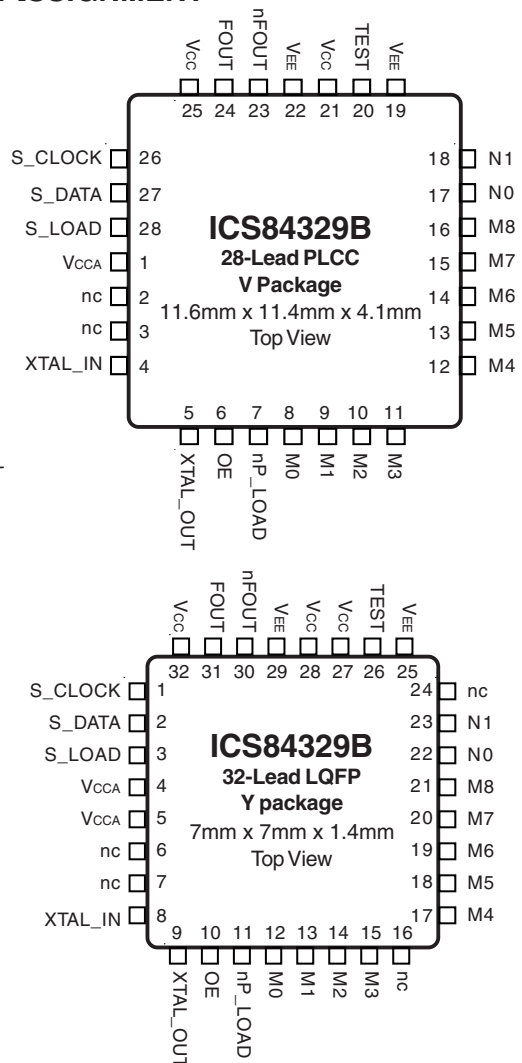 VCC FOUT nFOUT VEE VCC TEST VEE
25 24 23 22 21 20 19
S_CLOCK 26 18 N1
S_DATA 27 17 N0
S_LOAD 28 16 M8
VCCA 1 15 M7
nc 2 14 M6
nc 3 13 M5
XTAL_IN 4 12 M4
ICS84329B
28-Lead PLCC
V Package
11.6mm x 11.4mm x 4.1mm
Top View
5 6 7 8 9 10 11
XTAL_OUT OE nP_LOAD M0 M1 M2 M3
VCC FOUT nFOUT VEE VCC VCC TEST VEE
32 31 30 29 28 27 26 25
S_CLOCK 1 24 nc
S_DATA 2 23 N1
S_LOAD 3 22 N0
VCCA 4 21 M8
VCCA 5 20 M7
nc 6 19 M6
nc 7 18 M5
XTAL_IN 8 17 M4
ICS84329B
32-Lead LQFP
Y package
7mm x 7mm x 1.4mm
Top View
9 10 11 12 13 14 15 16
XTAL_OUT OE nP_LOAD M0 M1 M2 M3 nc